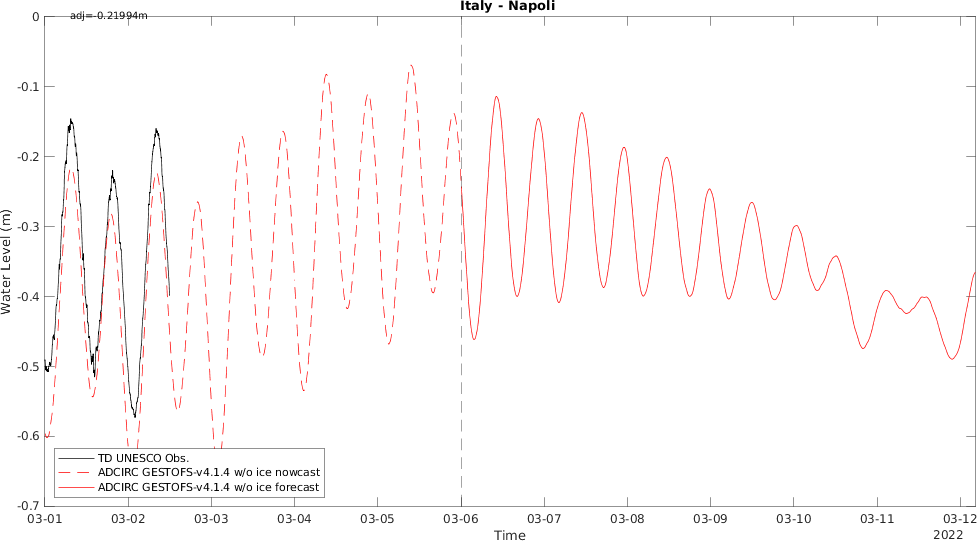 Italy - Napoli
adj=-0.21994m
0
-0.1
-0.2
-0.3
-0.4
-0.5
-0.6
-0.7
Water Level (m)
TD UNESCO Obs.
ADCIRC GESTOFS-v4.1.4 w/o ice nowcast
ADCIRC GESTOFS-v4.1.4 w/o ice forecast
03-01 03-02 03-03 03-04 03-05 03-06 03-07 03-08 03-09 03-10 03-11 03-12
Time 2022